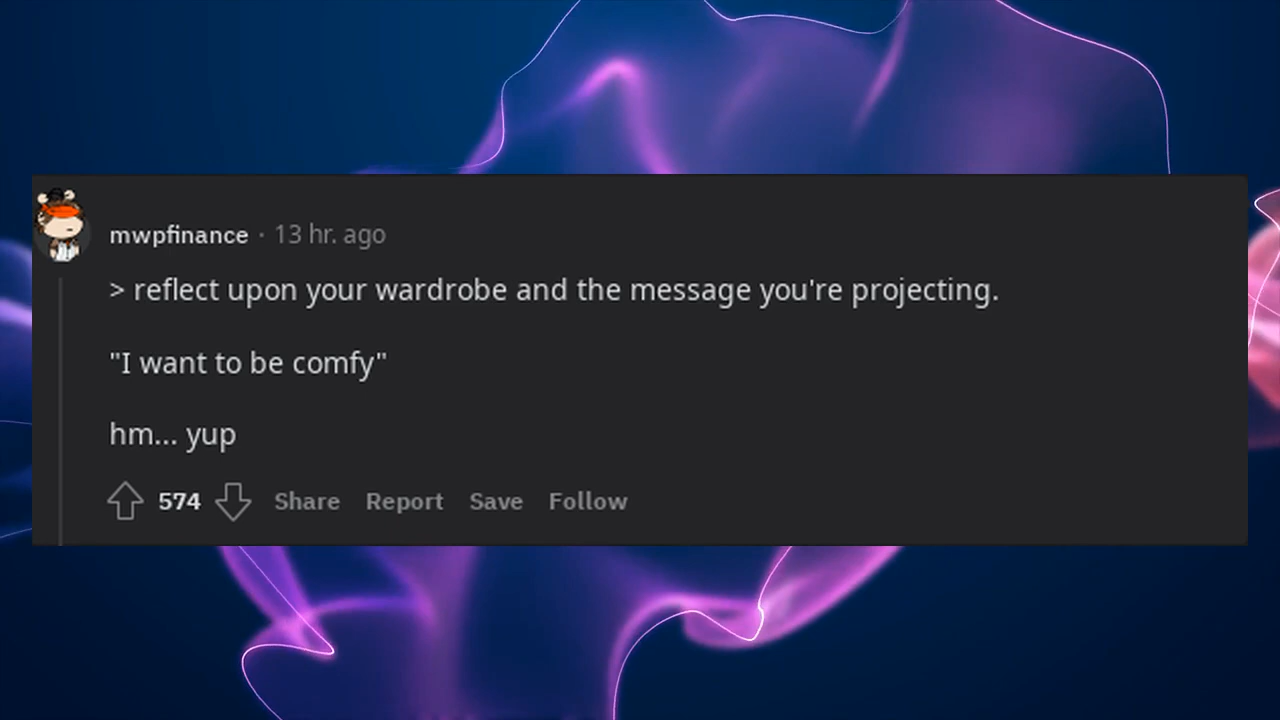 mwpfinance · 13 hr. ago
> reflect upon your wardrobe and the message you're projecting.
"I want to be comfy"
hm... yup
574 Share Report Save Follow